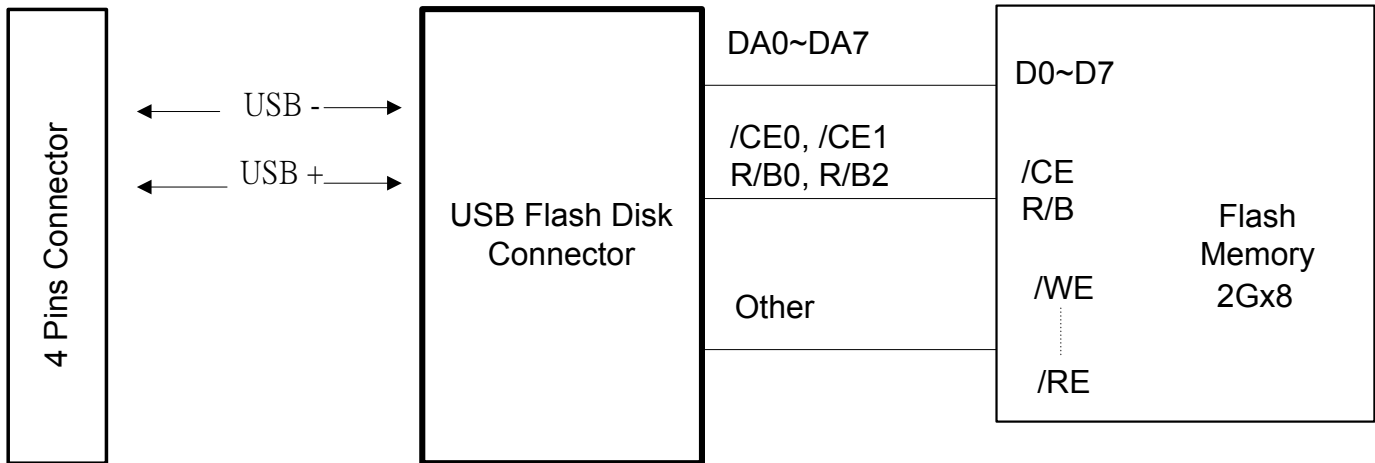 4 Pins Connector
USB -
USB +
USB Flash Disk
Connector
DA0~DA7
/CE0, /CE1
R/B0, R/B2
Other
D0~D7
/CE
R/B
/WE
/RE
Flash
Memory
2Gx8